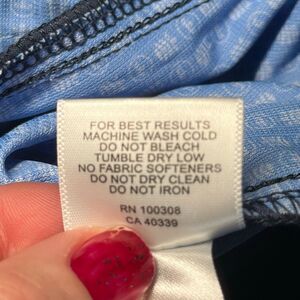 FOR BEST RESULTS
MACHINE WASH COLD
DO NOT BLEACH
TUMBLE DRY LOW
NO FABRIC SOFTENERS
DO NOT DRY CLEAN
DO NOT IRON
RN 100308
CA 40339